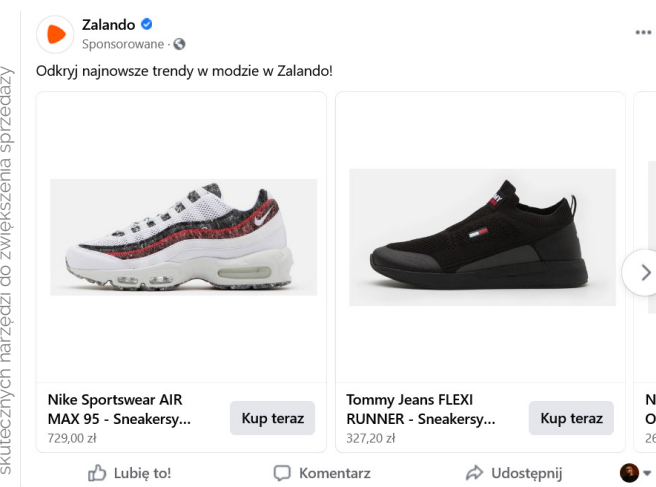 Zalando
Sponsorowane ·
Odkryj najnowsze trendy w modzie w Zalando!
skutecznych narzędzi do zwiększenia sprzedaży
Nike Sportswear AIR
MAX 95 - Sneakersy...
729,00 zł
Kup teraz
Tommy Jeans FLEXI
RUNNER - Sneakersy...
327,20 zł
Kup teraz
N
O
26
Lubię to!
Komentarz
Udostępnij